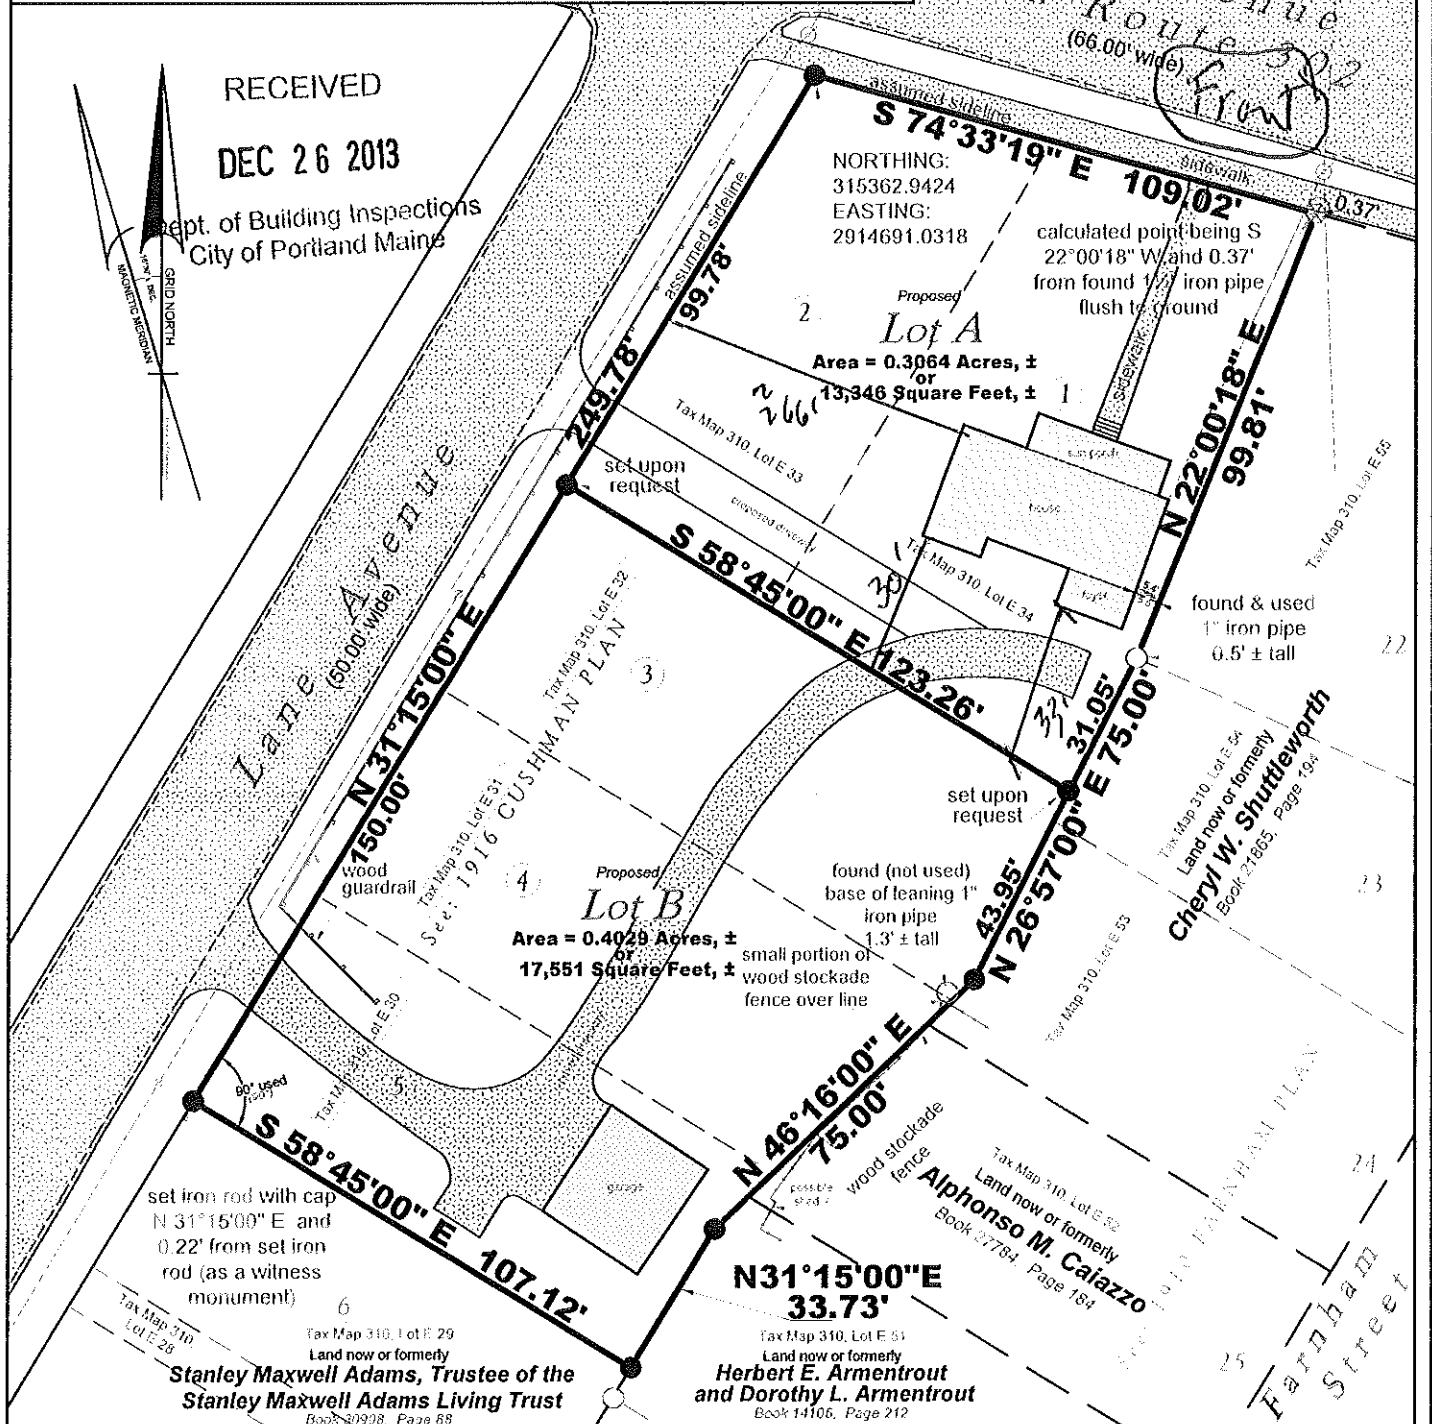 Route 302
(66.00' wide)
Front
RECEIVED
DEC 26 2013
Dept. of Building Inspections
City of Portland Maine
GRID NORTH
MAGNETIC MERIDIAN
assumed sideline
S 74°33'19" E 109.02'
sidewalk
0.37'
NORTHING:
315362.9424
EASTING:
2914691.0318
calculated point being S
22°00'18" W and 0.37'
from found 1½" iron pipe
flush to ground
assumed sideline
99.78'
249.78'
2
Proposed
Lot A
Area = 0.3064 Acres, ±
or
13,346 Square Feet, ±
1
sidewalk
266'
Tax Map 310, Lot E 33
N 22°00'18" E
99.81'
Tax Map 310, Lot E 55
sun porch
house
set upon
request
proposed driveway
Tax Map 310, Lot E 34
30'
S 58°45'00" E 123.26'
5.4'
found & used
1" iron pipe
0.5' ± tall
22
33'
31.05'
Lane Avenue
(50.00' wide)
N 31°15'00" E
150.00'
Tax Map 310, Lot E 32
3
Tax Map 310, Lot E 31
See: 1916 CUSHMAN PLAN
set upon
request
N 26°57'00" E 75.00'
43.95'
Tax Map 310, Lot E 54
Land now or formerly
Cheryl W. Shuttleworth
Book 21865, Page 194
23
wood
guardrail
4
Proposed
Lot B
Area = 0.4029 Acres, ±
or
17,551 Square Feet, ±
found (not used)
base of leaning 1"
iron pipe
1.3' ± tall
small portion of
wood stockade
fence over line
Tax Map 310, Lot E 53
Tax Map 310, Lot E 30
5
90° used
N 46°16'00" E
75.00'
wood stockade
fence
possible
shed
garage
S 58°45'00" E 107.12'
set iron rod with cap
N 31°15'00" E and
0.22' from set iron
rod (as a witness
monument)
Tax Map 310, Lot E 52
Land now or formerly
Alphonso M. Caiazzo
Book 27784, Page 184
FARNHAM PLAN
24
N31°15'00"E
33.73'
6
Tax Map 310,
Lot E 28
Tax Map 310, Lot E 29
Land now or formerly
Stanley Maxwell Adams, Trustee of the
Stanley Maxwell Adams Living Trust
Book 30928, Page 88
Tax Map 310, Lot E 51
Land now or formerly
Herbert E. Armentrout
and Dorothy L. Armentrout
Book 14106, Page 212
25
Farnham
Street